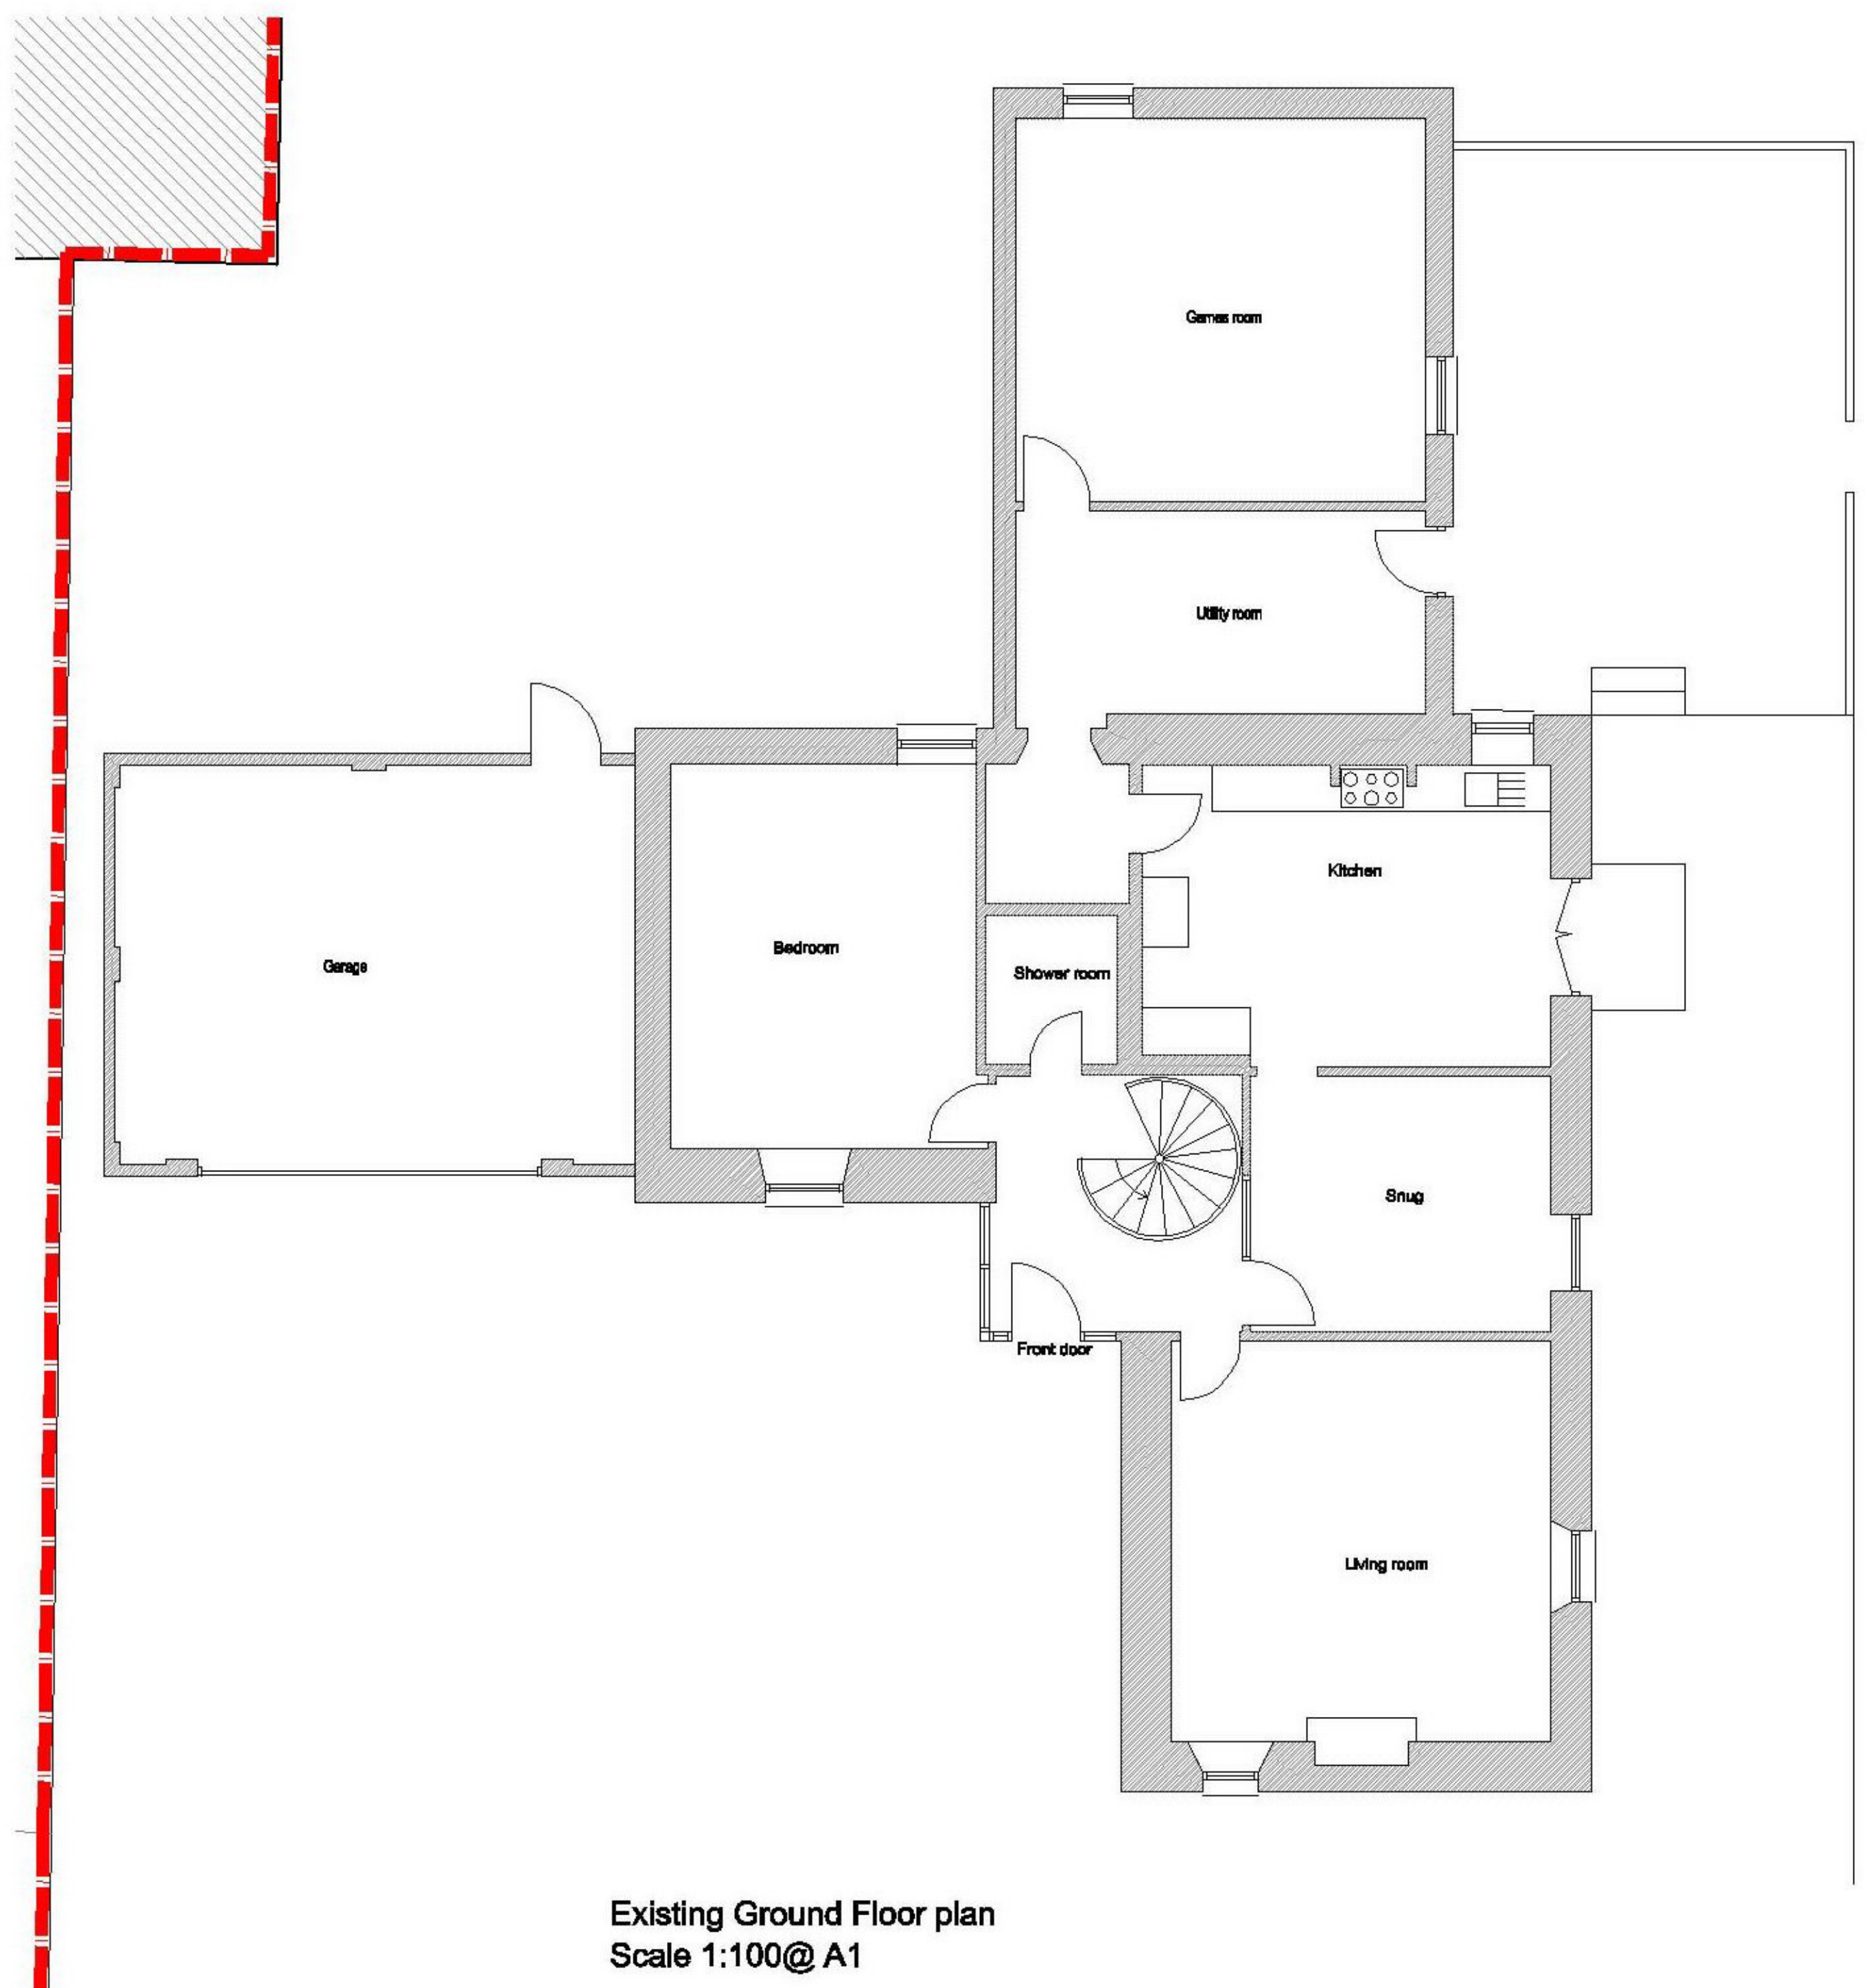 Games room
Utility room
Kitchen
Bedroom
Garage
Shower room
Snug
Front door
Living room
Existing Ground Floor plan
Scale 1:100@ A1